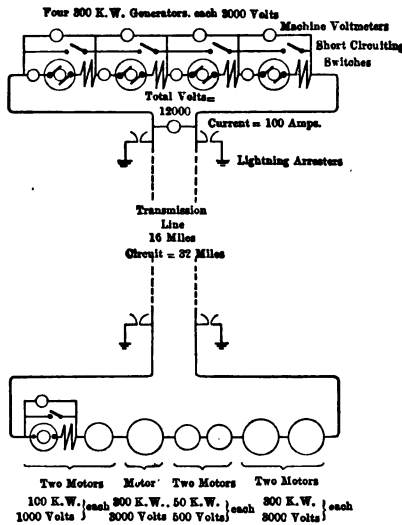 Four 300 K.W. Generators. each 3000 Volts
Machine Voltmeters
Short Circuiting
Switches
Total Volts=
12000
Current = 100 Amps.
Lightning Arresters
Transmission
Line
16 Miles
Circuit = 32 Miles
Two Motors Motor Two Motors Two Motors
100 K.W. } each 300 K.W., 50 K.W. } each 300 K.W. } each
1000 Volts 3000 Volts 500 Volts 3000 Volts